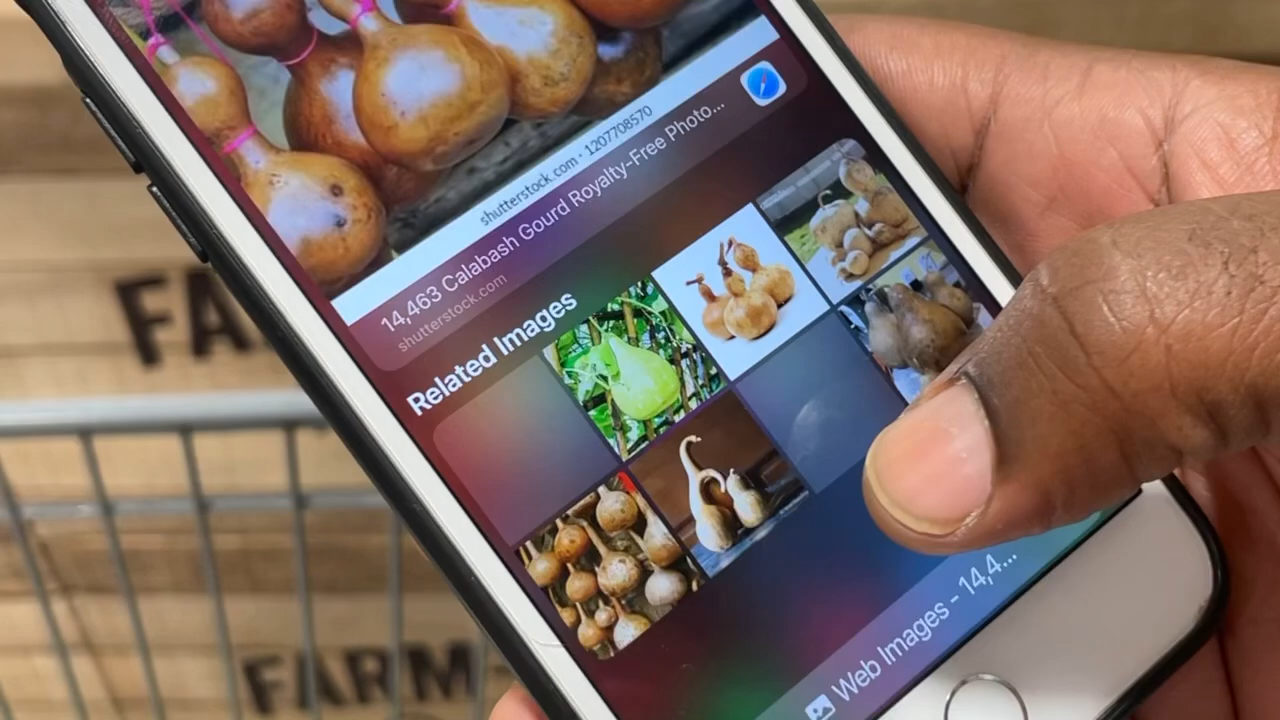 shutterstock.com · 1207708570
14,463 Calabash Gourd Royalty-Free Photo...
shutterstock.com
Related Images
Web Images - 14,4...
FA
FARM